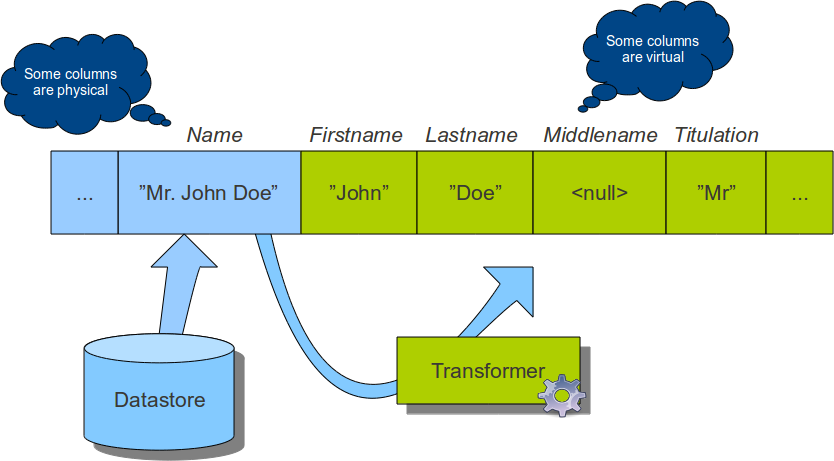 Some columns
are physical
Some columns
are virtual
Name Firstname Lastname Middlename Titulation
... ”Mr. John Doe” ”John” ”Doe” <null> ”Mr” ...
Datastore
Transformer